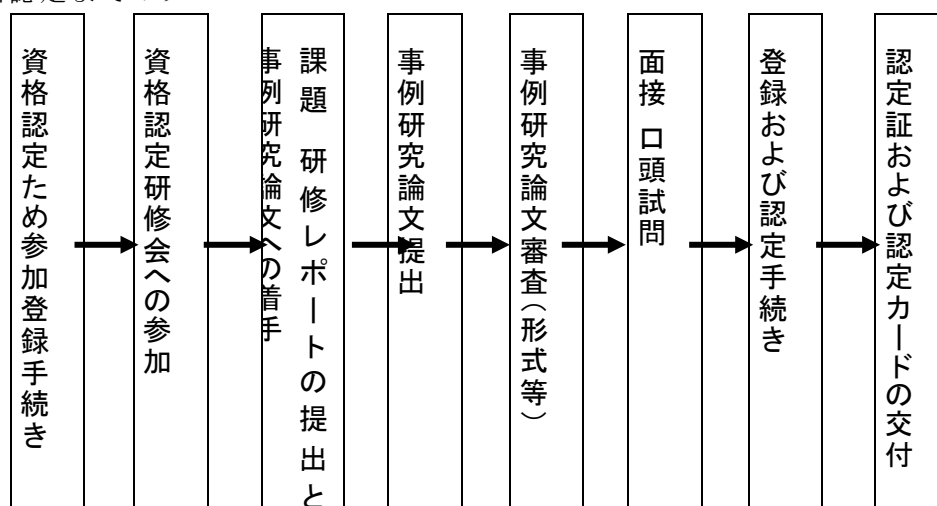 資格認定ため参加登録手続き
資格認定研修会への参加
課題 研修レポートの提出と
事例研究論文への着手
事例研究論文提出
事例研究論文審査（形式等）
面接 口頭試問
登録および認定手続き
認定証および認定カードの交付